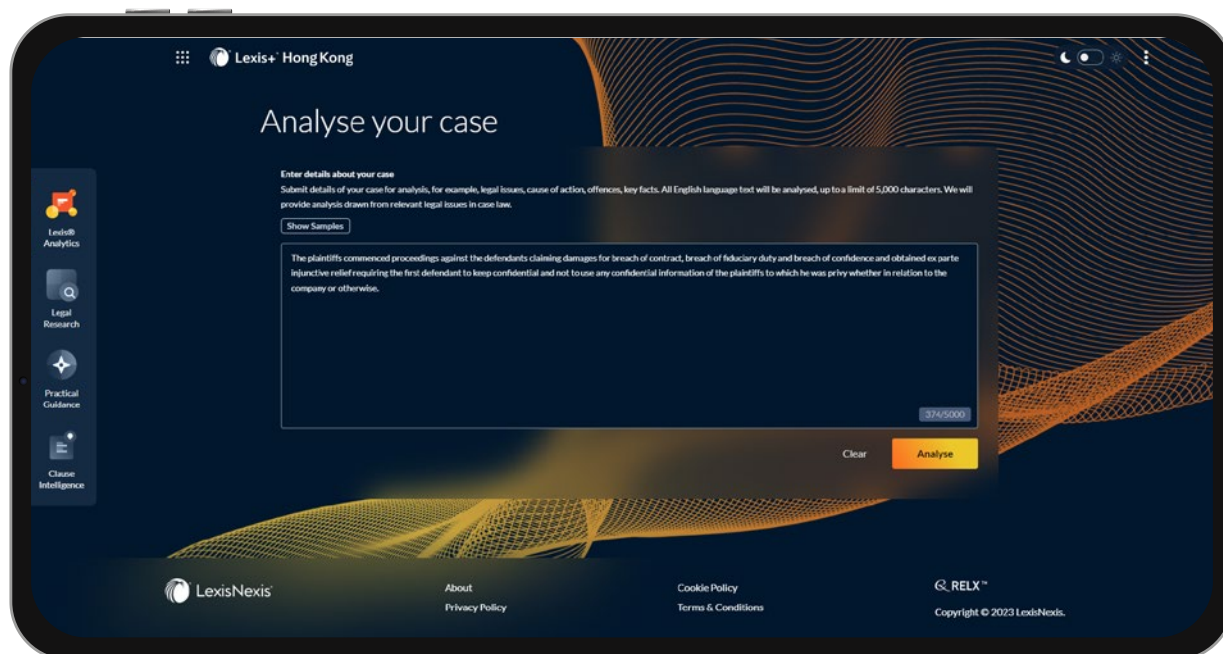 Lexis+ Hong Kong
Analyse your case
Enter details about your case
Submit details of your case for analysis, for example, legal issues, cause of action, offences, key facts. All English language text will be analysed, up to a limit of 5,000 characters. We will
provide analysis drawn from relevant legal issues in case law.
Show Samples
The plaintiffs commenced proceedings against the defendants claiming damages for breach of contract, breach of fiduciary duty and breach of confidence and obtained ex parte
injunctive relief requiring the first defendant to keep confidential and not to use any confidential information of the plaintiffs to which he was privy whether in relation to the
company or otherwise.
374/5000
Clear
Analyse
Lexis®
Analytics
Legal
Research
Practical
Guidance
Clause
Intelligence
LexisNexis
About
Privacy Policy
Cookie Policy
Terms & Conditions
RELX™
Copyright © 2023 LexisNexis.